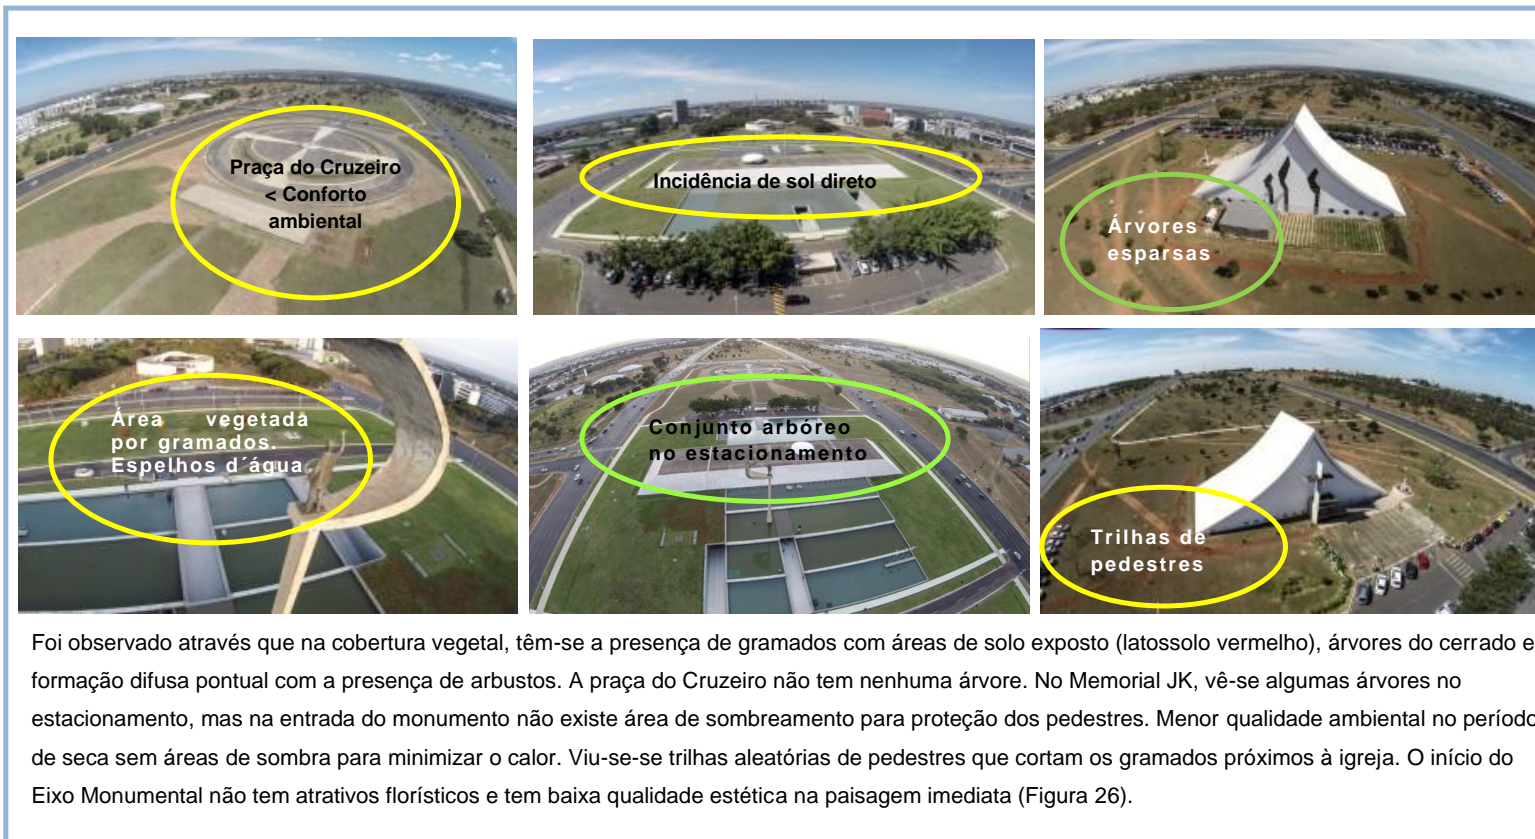 Praça do Cruzeiro
< Conforto
ambiental
Incidência de sol direto
Árvores
esparsas
Área vegetada
por gramados.
Espelhos d´água
Conjunto arbóreo
no estacionamento
Trilhas de
pedestres
Foi observado através que na cobertura vegetal, têm-se a presença de gramados com áreas de solo exposto (latossolo vermelho), árvores do cerrado e
formação difusa pontual com a presença de arbustos. A praça do Cruzeiro não tem nenhuma árvore. No Memorial JK, vê-se algumas árvores no
estacionamento, mas na entrada do monumento não existe área de sombreamento para proteção dos pedestres. Menor qualidade ambiental no período
de seca sem áreas de sombra para minimizar o calor. Viu-se-se trilhas aleatórias de pedestres que cortam os gramados próximos à igreja. O início do
Eixo Monumental não tem atrativos florísticos e tem baixa qualidade estética na paisagem imediata (Figura 26).